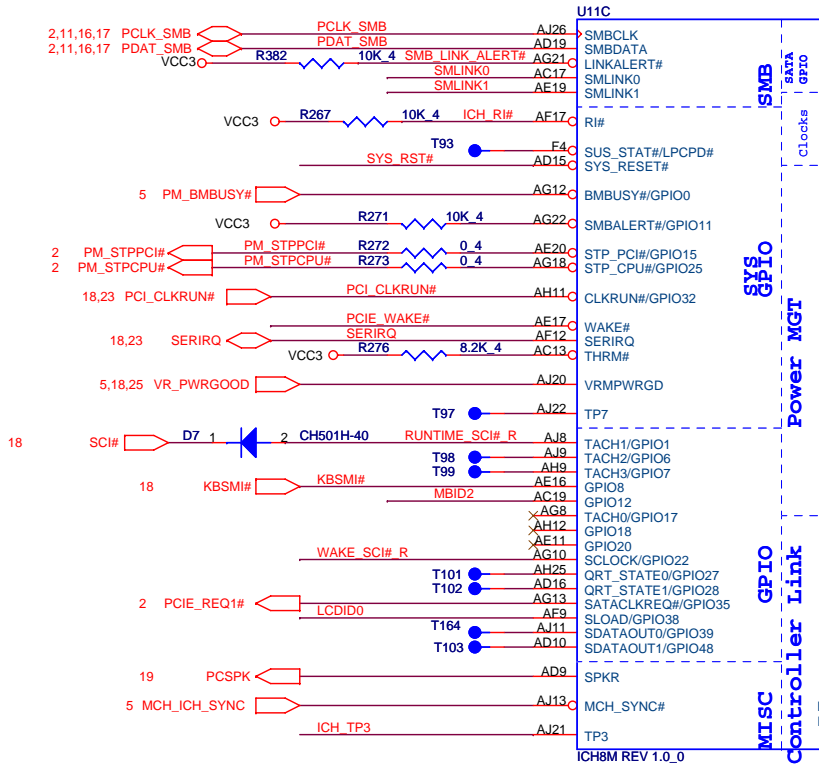 U11C
2,11,16,17 PCLK_SMB PCLK_SMB AJ26 SMBCLK
2,11,16,17 PDAT_SMB PDAT_SMB AD19 SMBDATA
VCC3 R382 10K_4 SMB_LINK_ALERT# AG21 LINKALERT#
SMLINK0 AC17 SMLINK0
SMLINK1 AE19 SMLINK1
SMB
SATA
GPIO
VCC3 R267 10K_4 ICH_RI# AF17 RI#
Clocks
T93 F4 SUS_STAT#/LPCPD#
SYS_RST# AD15 SYS_RESET#
5 PM_BMBUSY# AG12 BMBUSY#/GPIO0
VCC3 R271 10K_4 AG22 SMBALERT#/GPIO11
2 PM_STPPCI# PM_STPPCI# R272 0_4 AE20 STP_PCI#/GPIO15
2 PM_STPCPU# PM_STPCPU# R273 0_4 AG18 STP_CPU#/GPIO25
SYS
GPIO
18,23 PCI_CLKRUN# PCI_CLKRUN# AH11 CLKRUN#/GPIO32
PCIE_WAKE# AE17 WAKE#
18,23 SERIRQ SERIRQ AF12 SERIRQ
VCC3 R276 8.2K_4 AC13 THRM#
Power MGT
5,18,25 VR_PWRGOOD AJ20 VRMPWRGD
T97 AJ22 TP7
18 SCI# D7 1 2 CH501H-40 RUNTIME_SCI#_R AJ8 TACH1/GPIO1
T98 AJ9 TACH2/GPIO6
T99 AH9 TACH3/GPIO7
18 KBSMI# KBSMI# AE16 GPIO8
MBID2 AC19 GPIO12
AG8 TACH0/GPIO17
AH12 GPIO18
AE11 GPIO20
WAKE_SCI#_R AG10 SCLOCK/GPIO22
T101 AH25 QRT_STATE0/GPIO27
T102 AD16 QRT_STATE1/GPIO28
2 PCIE_REQ1# AG13 SATACLKREQ#/GPIO35
LCDID0 AF9 SLOAD/GPIO38
T164 AJ11 SDATAOUT0/GPIO39
T103 AD10 SDATAOUT1/GPIO48
GPIO
Controller Link
19 PCSPK AD9 SPKR
5 MCH_ICH_SYNC AJ13 MCH_SYNC#
ICH_TP3 AJ21 TP3
MISC
ICH8M REV 1.0_0